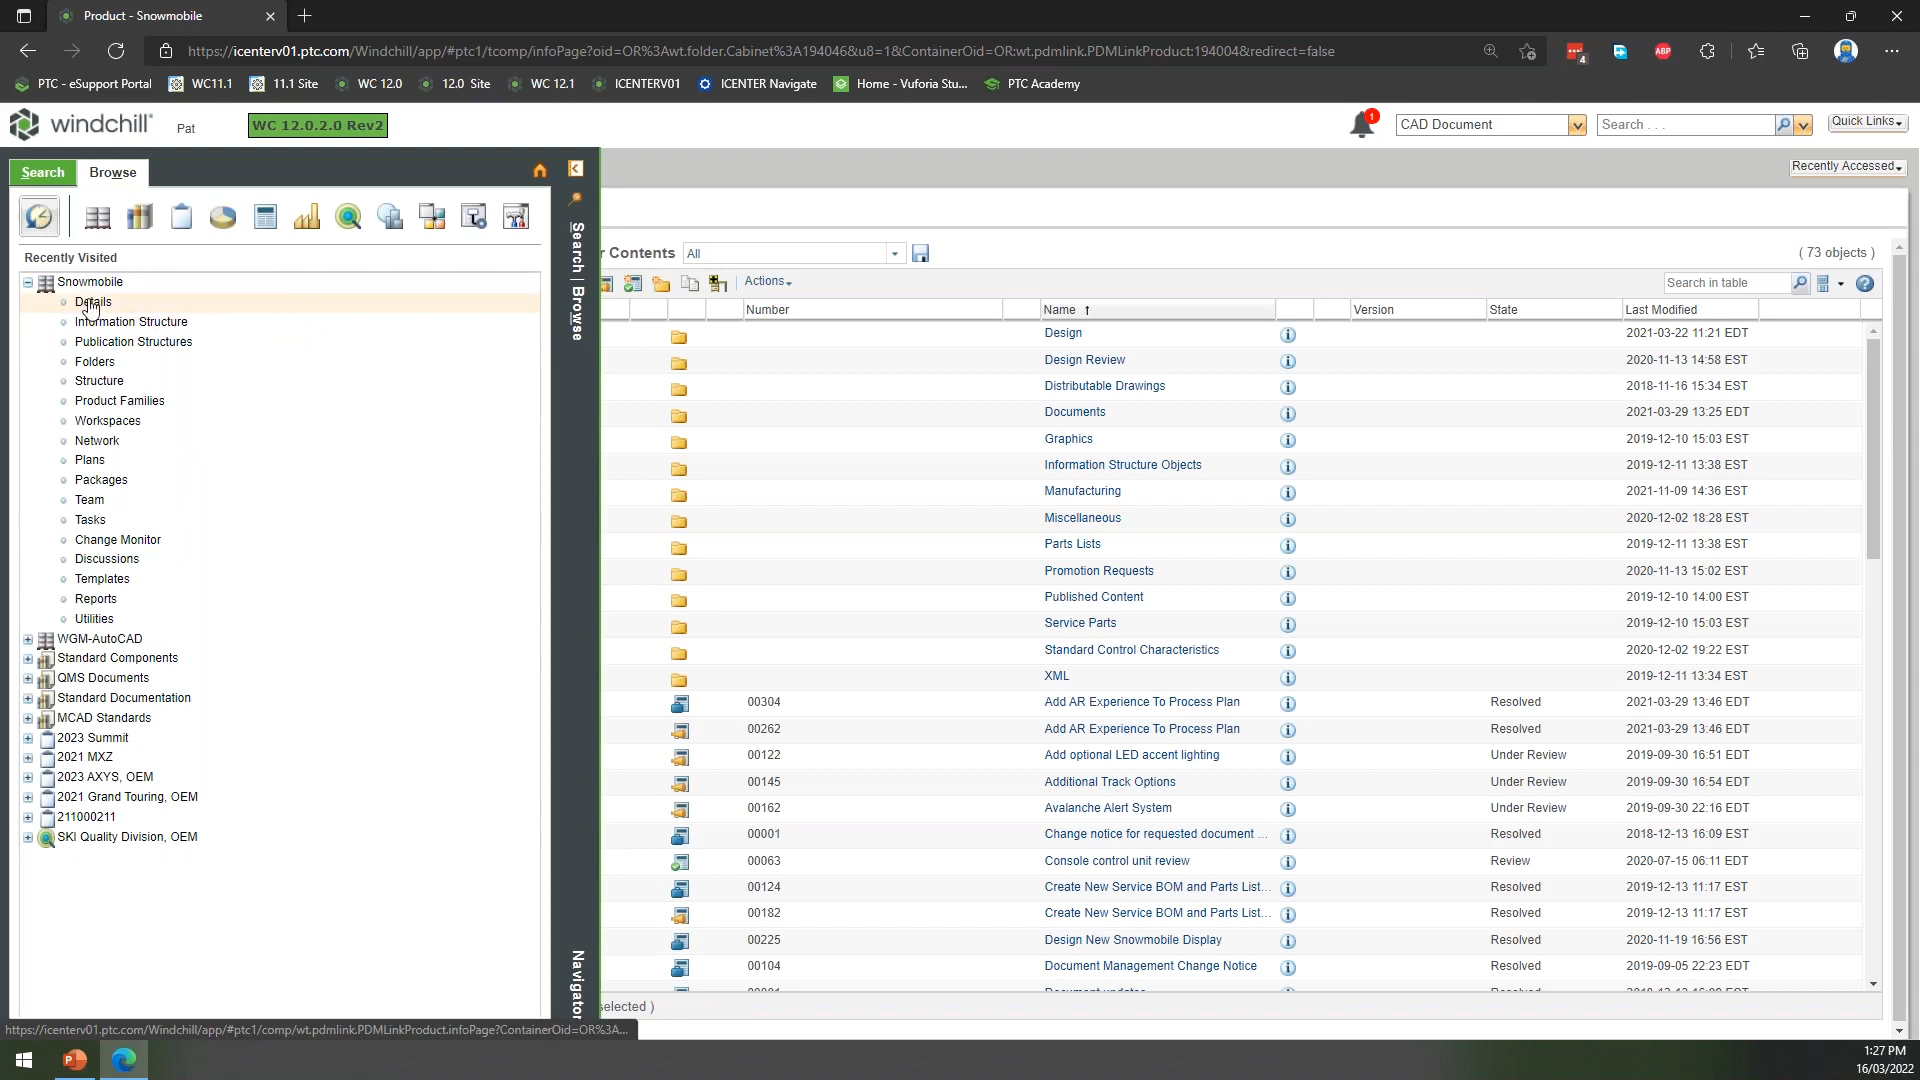 Product - Snowmobile
https://icenterv01.ptc.com/Windchill/app/#ptc1/tcomp/infoPage?oid=OR%3Awt.folder.Cabinet%3A194046&u8=1&ContainerOid=OR:wt.pdmlink.PDMLinkProduct:194004&redirect=false
4
ABP
PTC - eSupport Portal
WC11.1
11.1 Site
WC 12.0
12.0 Site
WC 12.1
ICENTERV01
ICENTER Navigate
Home - Vuforia Stu...
PTC Academy
windchill
Pat
WC 12.0.2.0 Rev2
1
CAD Document
Search . . .
Quick Links
Search
Browse
Recently Accessed
Recently Visited
Snowmobile
Details
Information Structure
Publication Structures
Folders
Structure
Product Families
Workspaces
Network
Plans
Packages
Team
Tasks
Change Monitor
Discussions
Templates
Reports
Utilities
WGM-AutoCAD
Standard Components
QMS Documents
Standard Documentation
MCAD Standards
2023 Summit
2021 MXZ
2023 AXYS, OEM
2021 Grand Touring, OEM
211000211
SKI Quality Division, OEM
Search | Browse
Navigator
r Contents All ( 73 objects )
Actions Search in table
Number Name Version State Last Modified
Design 2021-03-22 11:21 EDT
Design Review 2020-11-13 14:58 EST
Distributable Drawings 2018-11-16 15:34 EST
Documents 2021-03-29 13:25 EDT
Graphics 2019-12-10 15:03 EST
Information Structure Objects 2019-12-11 13:38 EST
Manufacturing 2021-11-09 14:36 EST
Miscellaneous 2020-12-02 18:28 EST
Parts Lists 2019-12-11 13:38 EST
Promotion Requests 2020-11-13 15:02 EST
Published Content 2019-12-10 14:00 EST
Service Parts 2019-12-10 15:03 EST
Standard Control Characteristics 2020-12-02 19:22 EST
XML 2019-12-11 13:34 EST
00304 Add AR Experience To Process Plan Resolved 2021-03-29 13:46 EDT
00262 Add AR Experience To Process Plan Resolved 2021-03-29 13:46 EDT
00122 Add optional LED accent lighting Under Review 2019-09-30 16:51 EDT
00145 Additional Track Options Under Review 2019-09-30 16:54 EDT
00162 Avalanche Alert System Under Review 2019-09-30 22:16 EDT
00001 Change notice for requested document ... Resolved 2018-12-13 16:09 EST
00063 Console control unit review Review 2020-07-15 06:11 EDT
00124 Create New Service BOM and Parts List... Resolved 2019-12-13 11:17 EST
00182 Create New Service BOM and Parts List... Resolved 2019-12-13 11:17 EST
00225 Design New Snowmobile Display Resolved 2020-11-19 16:56 EST
00104 Document Management Change Notice Resolved 2019-09-05 22:23 EDT
selected )
https://icenterv01.ptc.com/Windchill/app/#ptc1/comp/wt.pdmlink.PDMLinkProduct.infoPage?ContainerOid=OR%3A...
1:27 PM
16/03/2022